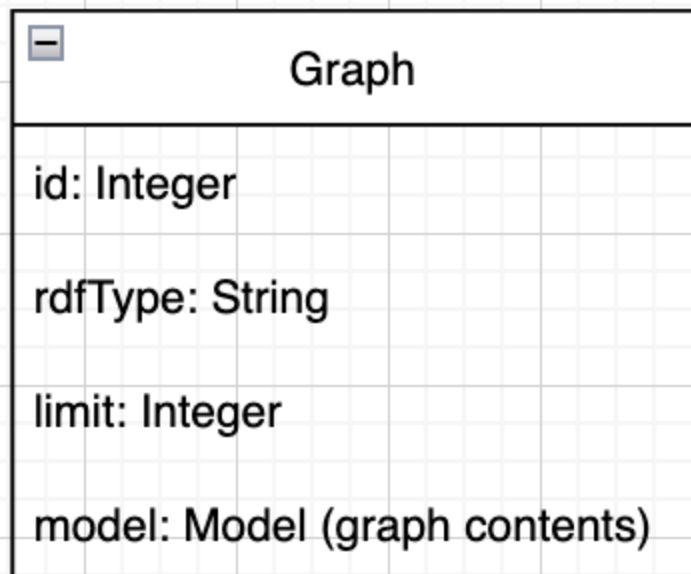 Graph
id: Integer
rdfType: String
limit: Integer
model: Model (graph contents)